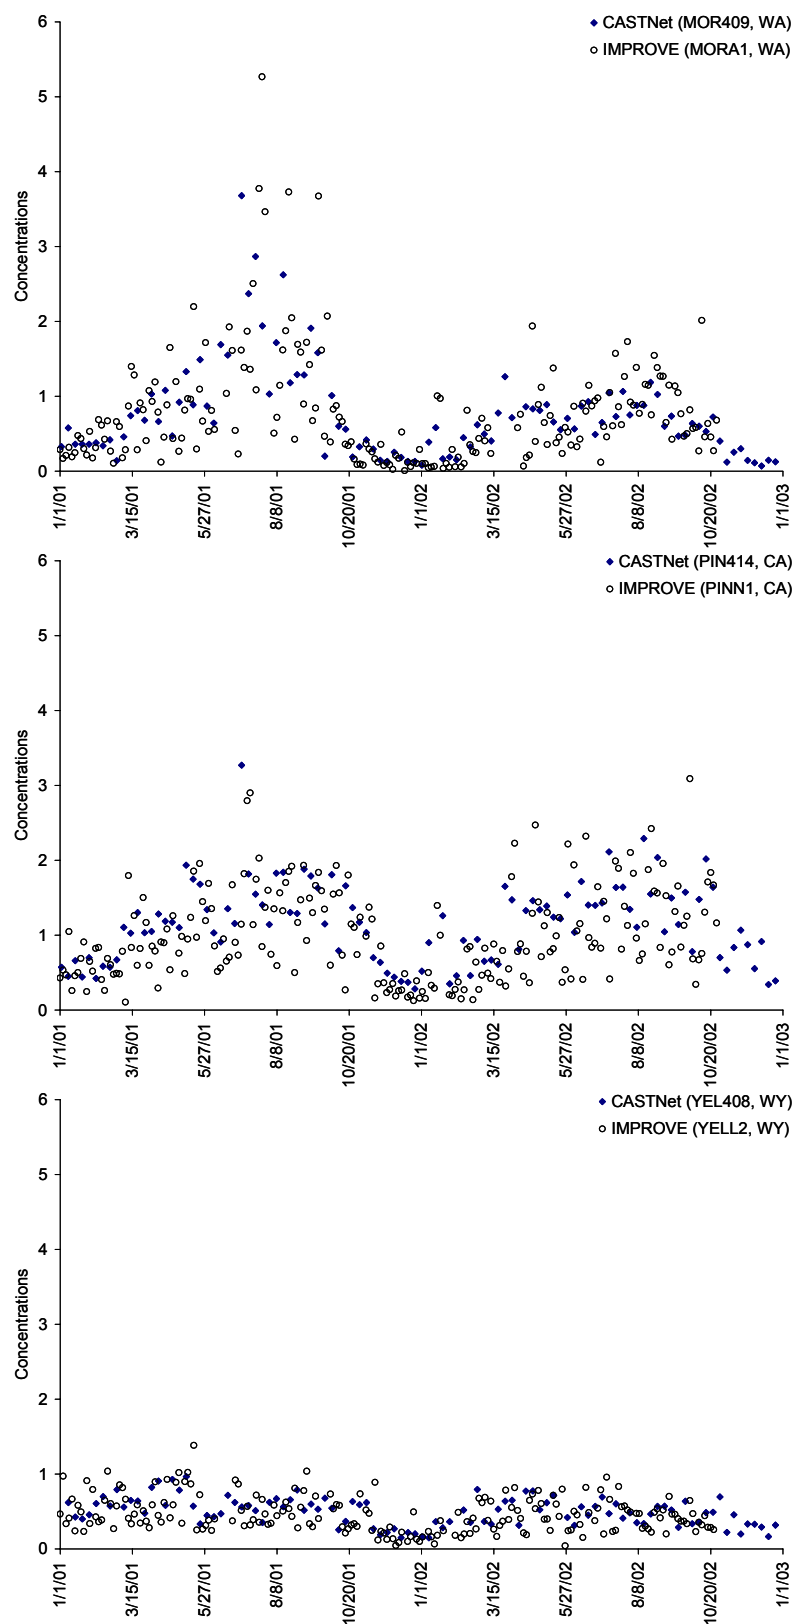 6
CASTNet (MOR409, WA)
IMPROVE (MORA1, WA)
5
4
3
2
1
0
Concentrations
1/1/01 3/15/01 5/27/01 8/8/01 10/20/01 1/1/02 3/15/02 5/27/02 8/8/02 10/20/02 1/1/03
6
CASTNet (PIN414, CA)
IMPROVE (PINN1, CA)
5
4
3
2
1
0
Concentrations
1/1/01 3/15/01 5/27/01 8/8/01 10/20/01 1/1/02 3/15/02 5/27/02 8/8/02 10/20/02 1/1/03
6
CASTNet (YEL408, WY)
IMPROVE (YELL2, WY)
5
4
3
2
1
0
Concentrations
1/1/01 3/15/01 5/27/01 8/8/01 10/20/01 1/1/02 3/15/02 5/27/02 8/8/02 10/20/02 1/1/03